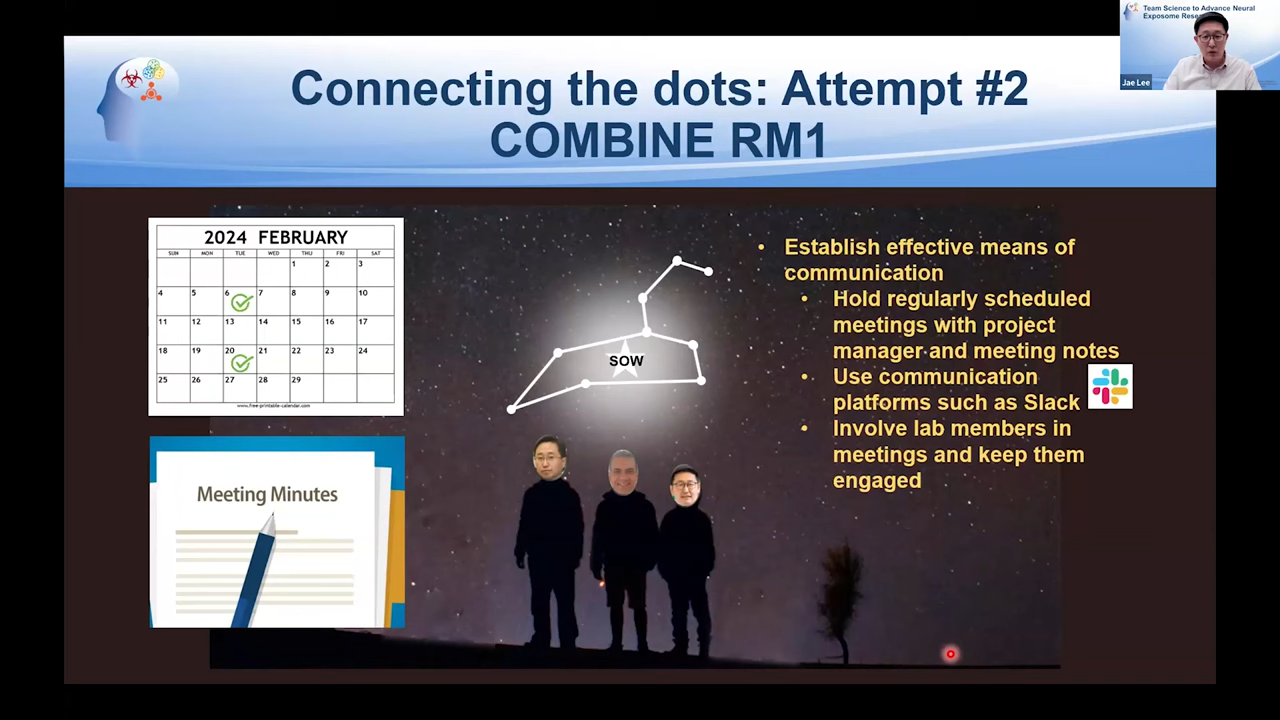 Team Science to Advance Neural
Exposome
Jae Lee
Connecting the dots: Attempt #2
COMBINE RM1
2024 FEBRUARY
SUN MON TUE WED THU FRI SAT
1 2 3
4 5 6 7 8 9 10
11 12 13 14 15 16 17
18 19 20 21 22 23 24
25 26 27 28 29
www.free-printable-calendar.com
Meeting Minutes
SOW
• Establish effective means of
communication
• Hold regularly scheduled
meetings with project
manager and meeting notes
• Use communication
platforms such as Slack
• Involve lab members in
meetings and keep them
engaged